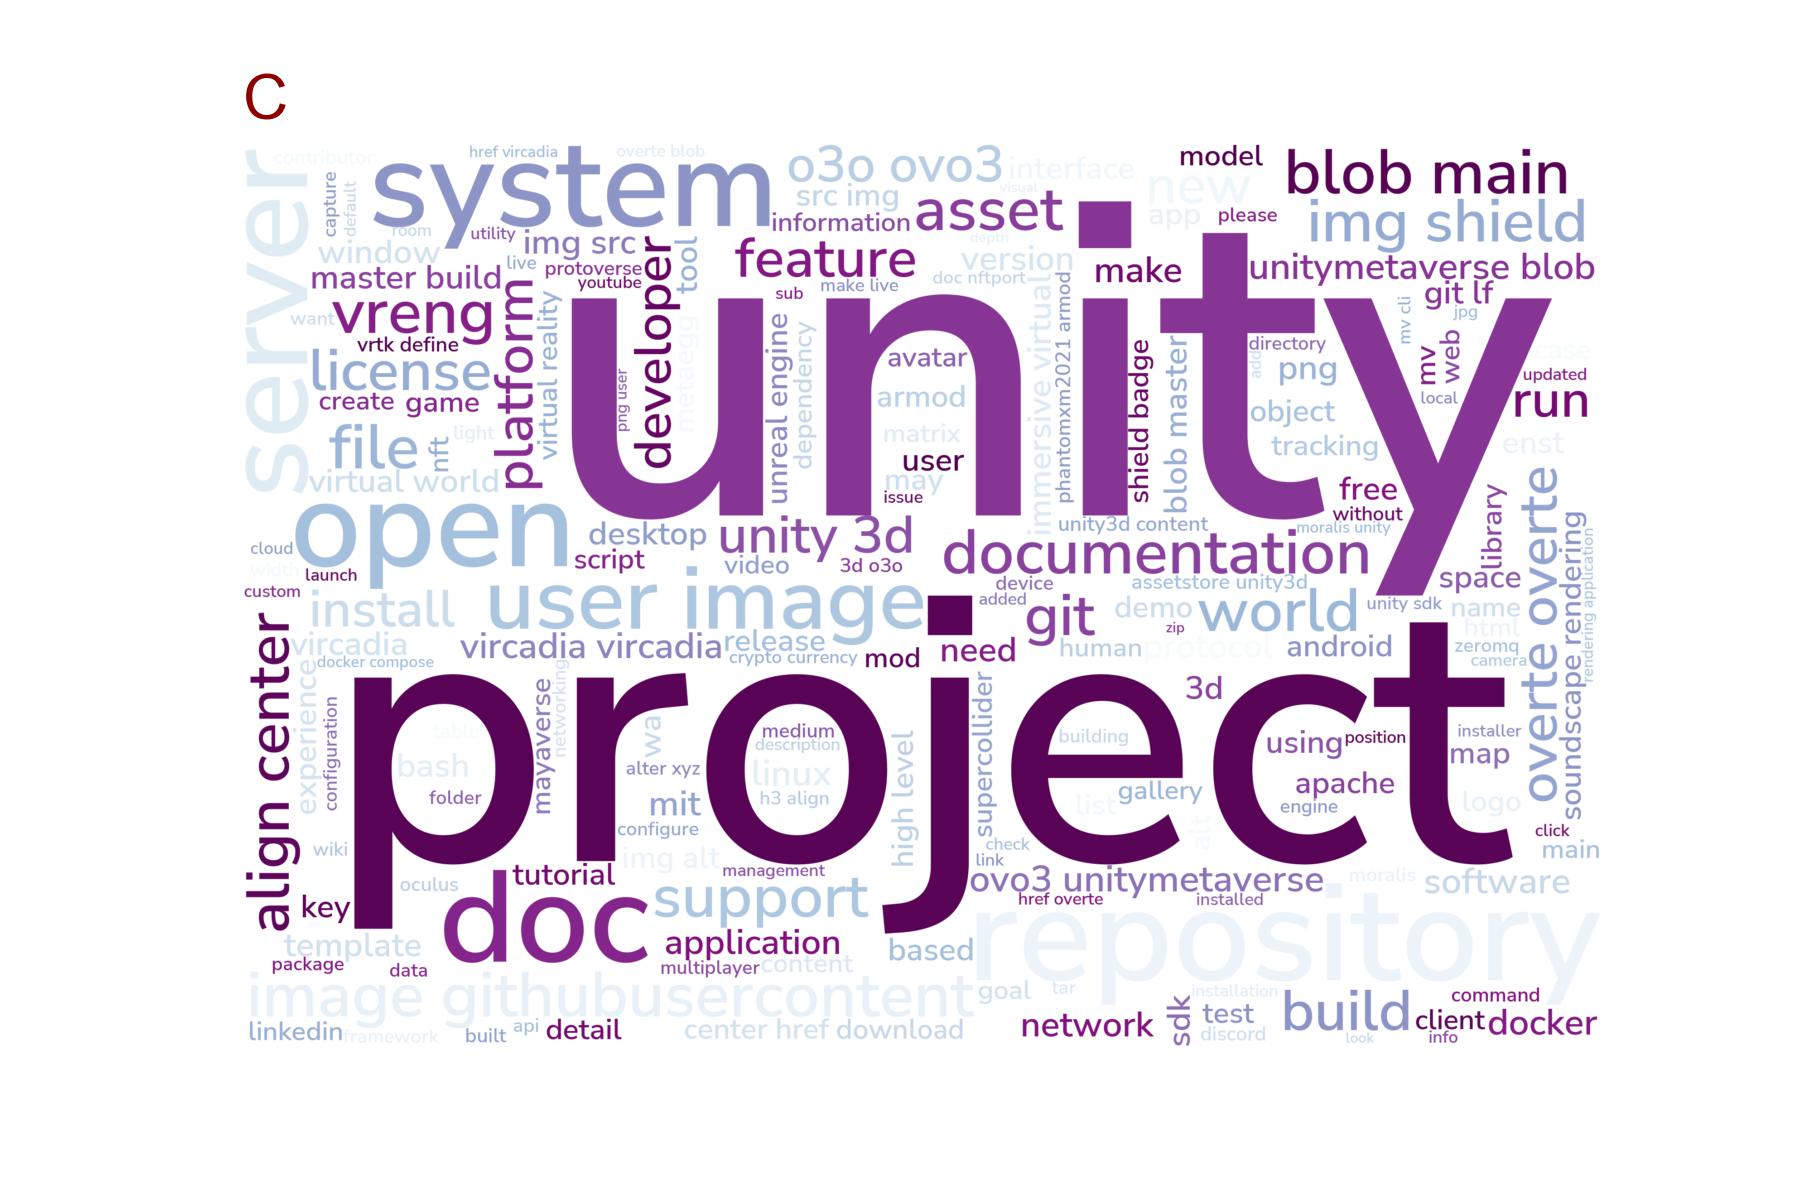 C
server
contributor
system
href vircadia
overte blob
o3o ovo3
interface
model
blob main
capture
default
src img
visual
new
asset
app
please
img shield
room
utility
information
window
img src
developer
tool
feature
depth
version
unity
make
unitymetaverse blob
live
protoverse
master build
youtube
make live
doc nftport
git lf
sub
platform
virtual reality
want
vreng
vrtk define
unreal engine
dependency
immersive virtual
phantomxm2021 armod
mv cli
jpg
license
metaegg
avatar
shield badge
blob master
directory
add
png
mv
web
case
updated
create
game
png user
armod
object
local
run
file
nft
light
matrix
tracking
enst
virtual world
user
may
issue
free
without
library
overte overte
open
desktop
unity 3d
unity3d content
moralis unity
soundscape rendering
rendering application
cloud
width
launch
script
video
3d o3o
documentation
custom
device
assetstore unity3d
space
install
user image
added
git
demo
zip
world
unity sdk
name
html
vircadia
vircadia vircadia
release
crypto currency
mod
need
human
protocol
android
zeromq
camera
docker compose
align center
experience
configuration
project
networking
mayaverse
wa
supercollider
3d
table
medium
description
high level
building
using
position
installer
map
bash
alter xyz
linux
apache
folder
mit
h3 align
list
gallery
engine
logo
configure
alt
click
wiki
img alt
check
link
main
oculus
tutorial
management
ovo3 unitymetaverse
moralis
software
key
doc
support
href overte
installed
template
application
based
repository
package
data
multiplayer
content
image githubusercontent
goal
tar
installation
command
linkedin
framework
built
api
detail
center href download
network
sdk
test
discord
build
look
client
info
docker